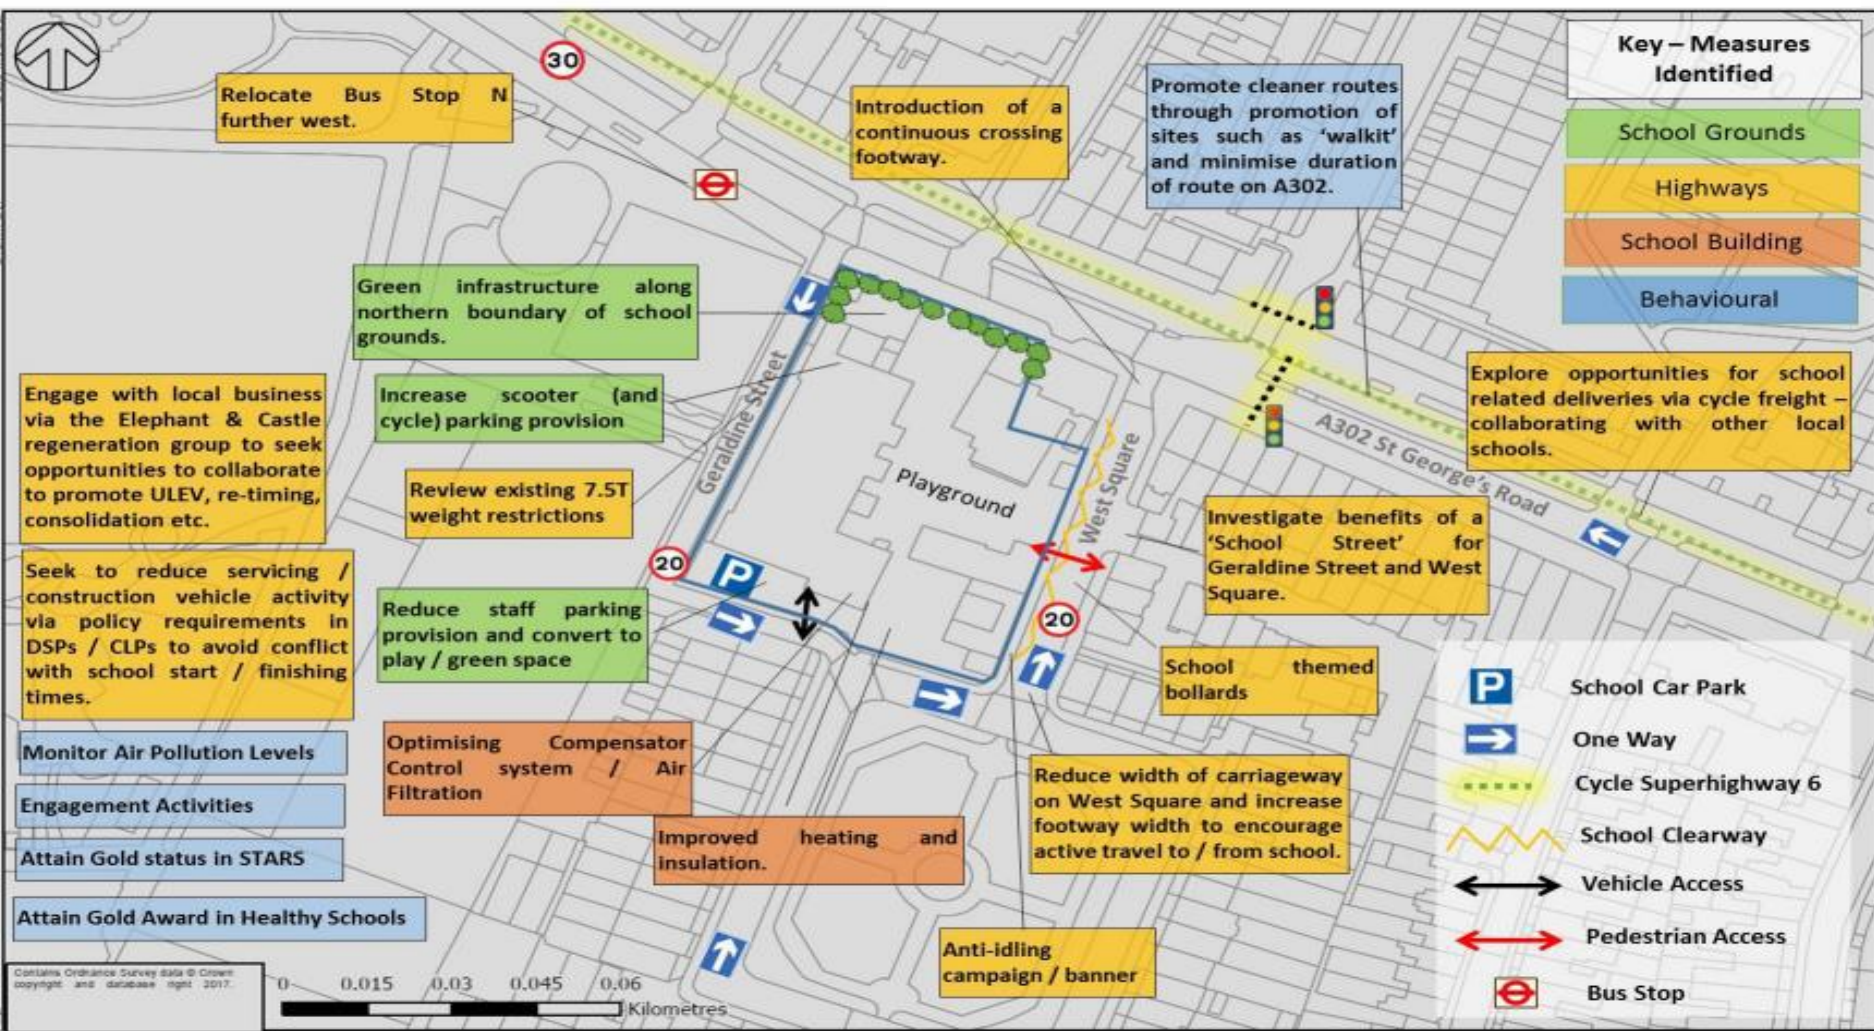 30
Relocate Bus Stop N
further west.
Introduction of a
continuous crossing
footway.
Promote cleaner routes
through promotion of
sites such as ‘walkit’
and minimise duration
of route on A302.
Key – Measures
Identified
School Grounds
Highways
School Building
Behavioural
Green infrastructure along
northern boundary of school
grounds.
Engage with local business
via the Elephant & Castle
regeneration group to seek
opportunities to collaborate
to promote ULEV, re-timing,
consolidation etc.
Increase scooter (and
cycle) parking provision
Geraldine Street
Review existing 7.5T
weight restrictions
Playground
West Square
A302 St George's Road
Explore opportunities for school
related deliveries via cycle freight –
collaborating with other local
schools.
Investigate benefits of a
‘School Street’ for
Geraldine Street and West
Square.
Seek to reduce servicing /
construction vehicle activity
via policy requirements in
DSPs / CLPs to avoid conflict
with school start / finishing
times.
20
P
Reduce staff parking
provision and convert to
play / green space
20
School themed
bollards
Monitor Air Pollution Levels
Engagement Activities
Attain Gold status in STARS
Attain Gold Award in Healthy Schools
Optimising Compensator
Control system / Air
Filtration
Improved heating and
insulation.
Reduce width of carriageway
on West Square and increase
footway width to encourage
active travel to / from school.
Anti-idling
campaign / banner
P School Car Park
One Way
Cycle Superhighway 6
School Clearway
Vehicle Access
Pedestrian Access
Bus Stop
Contains Ordnance Survey data © Crown
copyright and database right 2017.
0 0.015 0.03 0.045 0.06
Kilometres